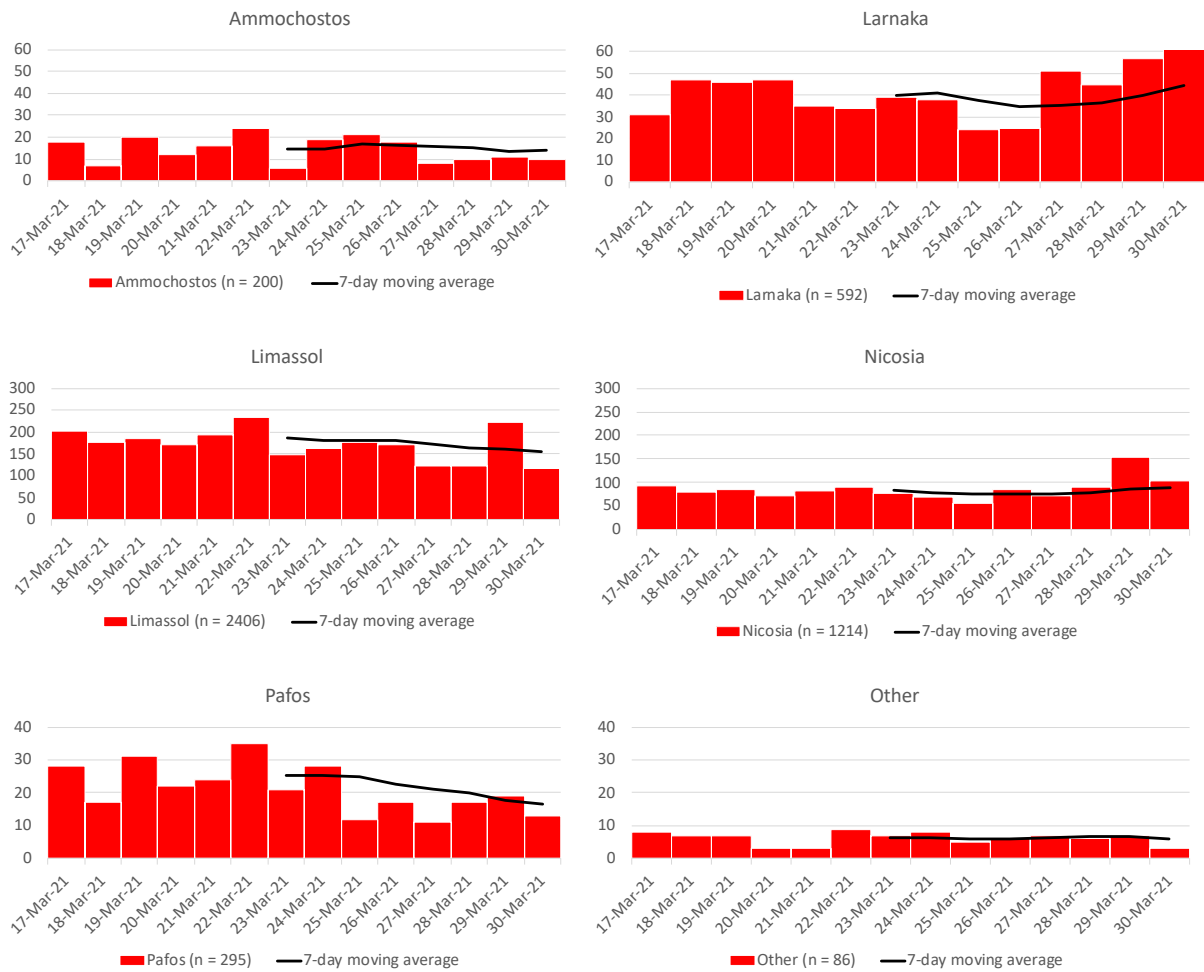 Ammochostos
60
50
40
30
20
10
0
17-Mar-21
18-Mar-21
19-Mar-21
20-Mar-21
21-Mar-21
22-Mar-21
23-Mar-21
24-Mar-21
25-Mar-21
26-Mar-21
27-Mar-21
28-Mar-21
29-Mar-21
30-Mar-21
Ammochostos (n = 200) 7-day moving average
Larnaka
60
50
40
30
20
10
0
17-Mar-21
18-Mar-21
19-Mar-21
20-Mar-21
21-Mar-21
22-Mar-21
23-Mar-21
24-Mar-21
25-Mar-21
26-Mar-21
27-Mar-21
28-Mar-21
29-Mar-21
30-Mar-21
Larnaka (n = 592) 7-day moving average
Limassol
300
250
200
150
100
50
0
17-Mar-21
18-Mar-21
19-Mar-21
20-Mar-21
21-Mar-21
22-Mar-21
23-Mar-21
24-Mar-21
25-Mar-21
26-Mar-21
27-Mar-21
28-Mar-21
29-Mar-21
30-Mar-21
Limassol (n = 2406) 7-day moving average
Nicosia
300
250
200
150
100
50
0
17-Mar-21
18-Mar-21
19-Mar-21
20-Mar-21
21-Mar-21
22-Mar-21
23-Mar-21
24-Mar-21
25-Mar-21
26-Mar-21
27-Mar-21
28-Mar-21
29-Mar-21
30-Mar-21
Nicosia (n = 1214) 7-day moving average
Pafos
40
30
20
10
0
17-Mar-21
18-Mar-21
19-Mar-21
20-Mar-21
21-Mar-21
22-Mar-21
23-Mar-21
24-Mar-21
25-Mar-21
26-Mar-21
27-Mar-21
28-Mar-21
29-Mar-21
30-Mar-21
Pafos (n = 295) 7-day moving average
Other
40
30
20
10
0
17-Mar-21
18-Mar-21
19-Mar-21
20-Mar-21
21-Mar-21
22-Mar-21
23-Mar-21
24-Mar-21
25-Mar-21
26-Mar-21
27-Mar-21
28-Mar-21
29-Mar-21
30-Mar-21
Other (n = 86) 7-day moving average